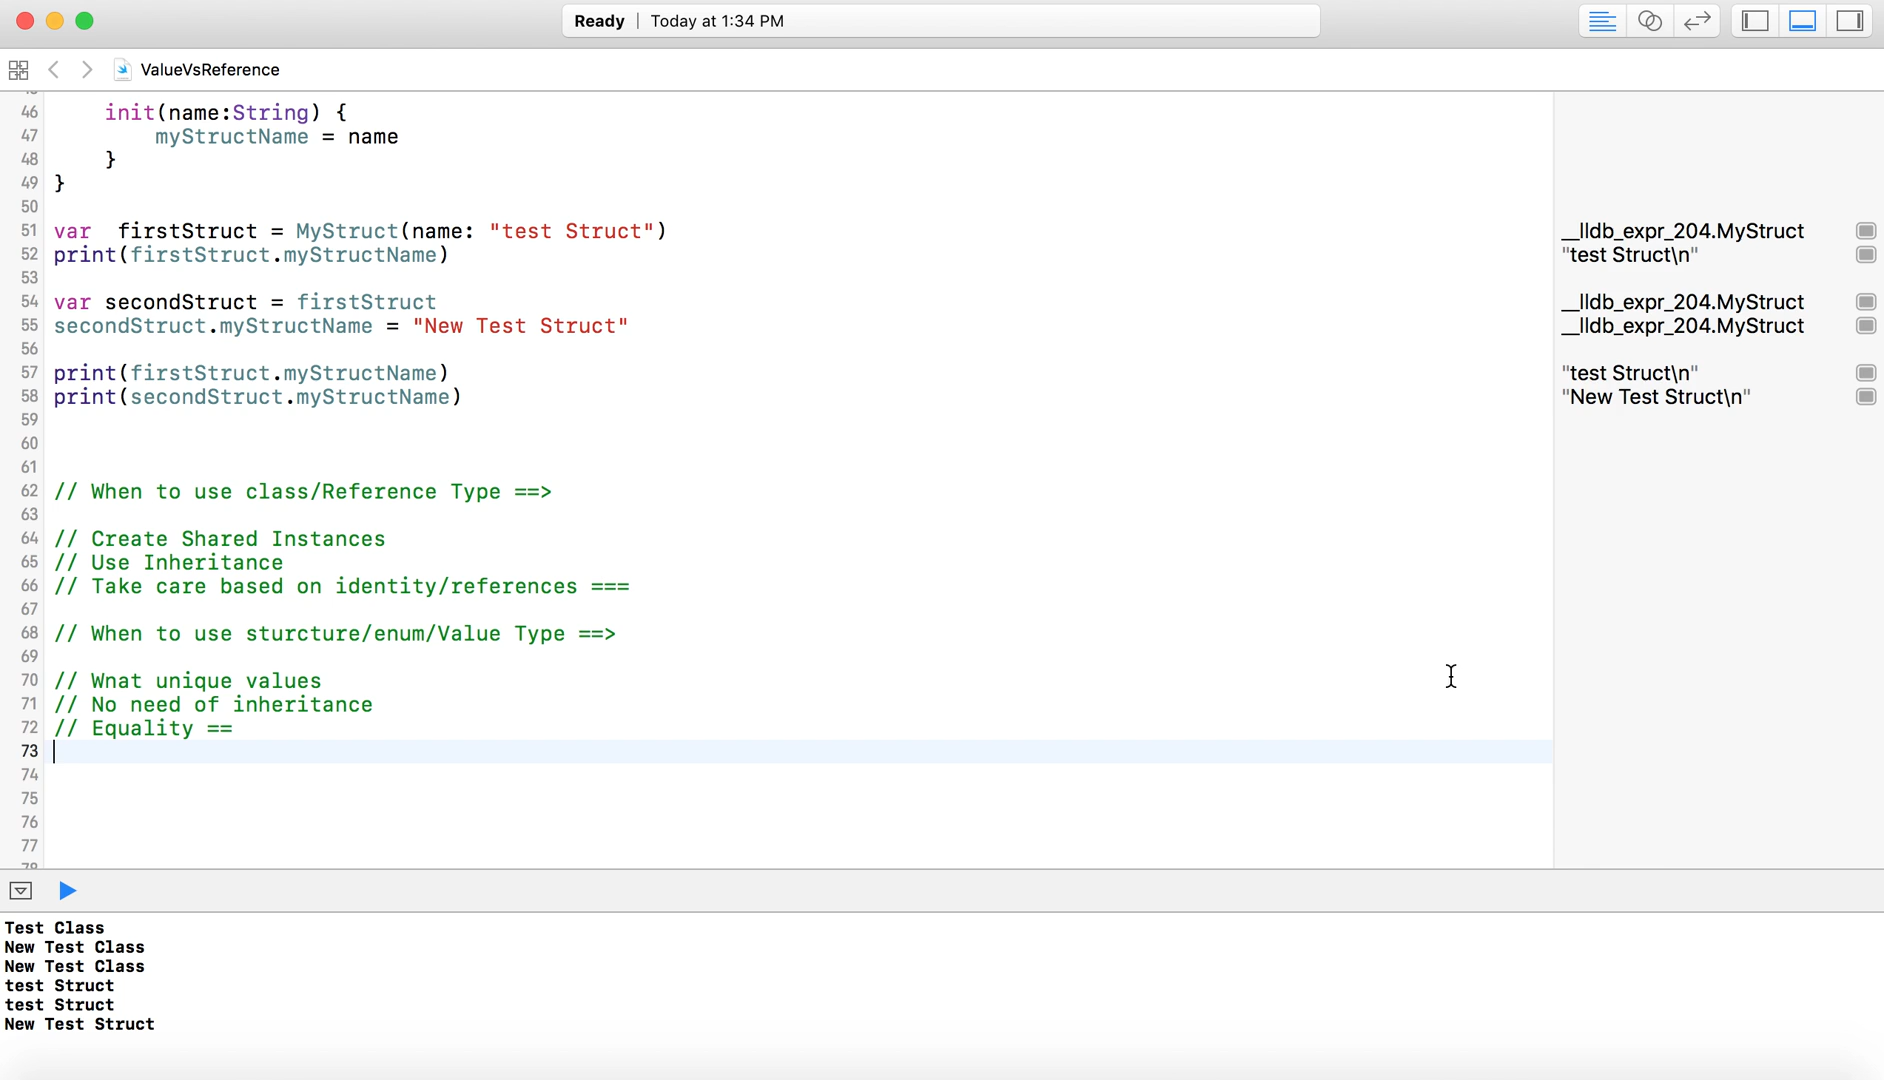 Ready | Today at 1:34 PM
ValueVsReference
46 init(name:String) {
47 myStructName = name
48 }
49 }
50
51 var firstStruct = MyStruct(name: "test Struct") __lldb_expr_204.MyStruct
52 print(firstStruct.myStructName) "test Struct\n"
53
54 var secondStruct = firstStruct __lldb_expr_204.MyStruct
55 secondStruct.myStructName = "New Test Struct" __lldb_expr_204.MyStruct
56
57 print(firstStruct.myStructName) "test Struct\n"
58 print(secondStruct.myStructName) "New Test Struct\n"
59
60
61
62 // When to use class/Reference Type ==>
63
64 // Create Shared Instances
65 // Use Inheritance
66 // Take care based on identity/references ===
67
68 // When to use sturcture/enum/Value Type ==>
69
70 // Wnat unique values
71 // No need of inheritance
72 // Equality ==
73
74
75
76
77
Test Class
New Test Class
New Test Class
test Struct
test Struct
New Test Struct